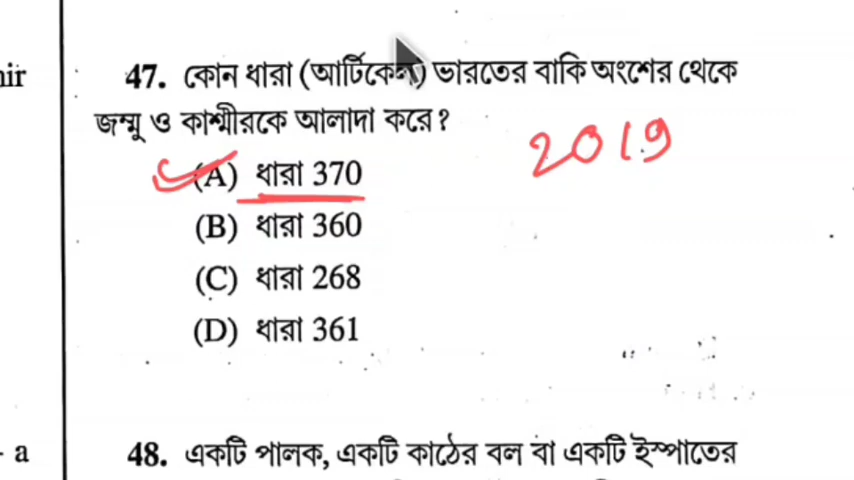 nir
47. কোন ধারা (আর্টিকেল) ভারতের বাকি অংশের থেকে
জম্মু ও কাশ্মীরকে আলাদা করে?
2019
(A) ধারা 370
(B) ধারা 360
(C) ধারা 268
(D) ধারা 361
- a
48. একটি পালক, একটি কাঠের বল বা একটি ইস্পাতের